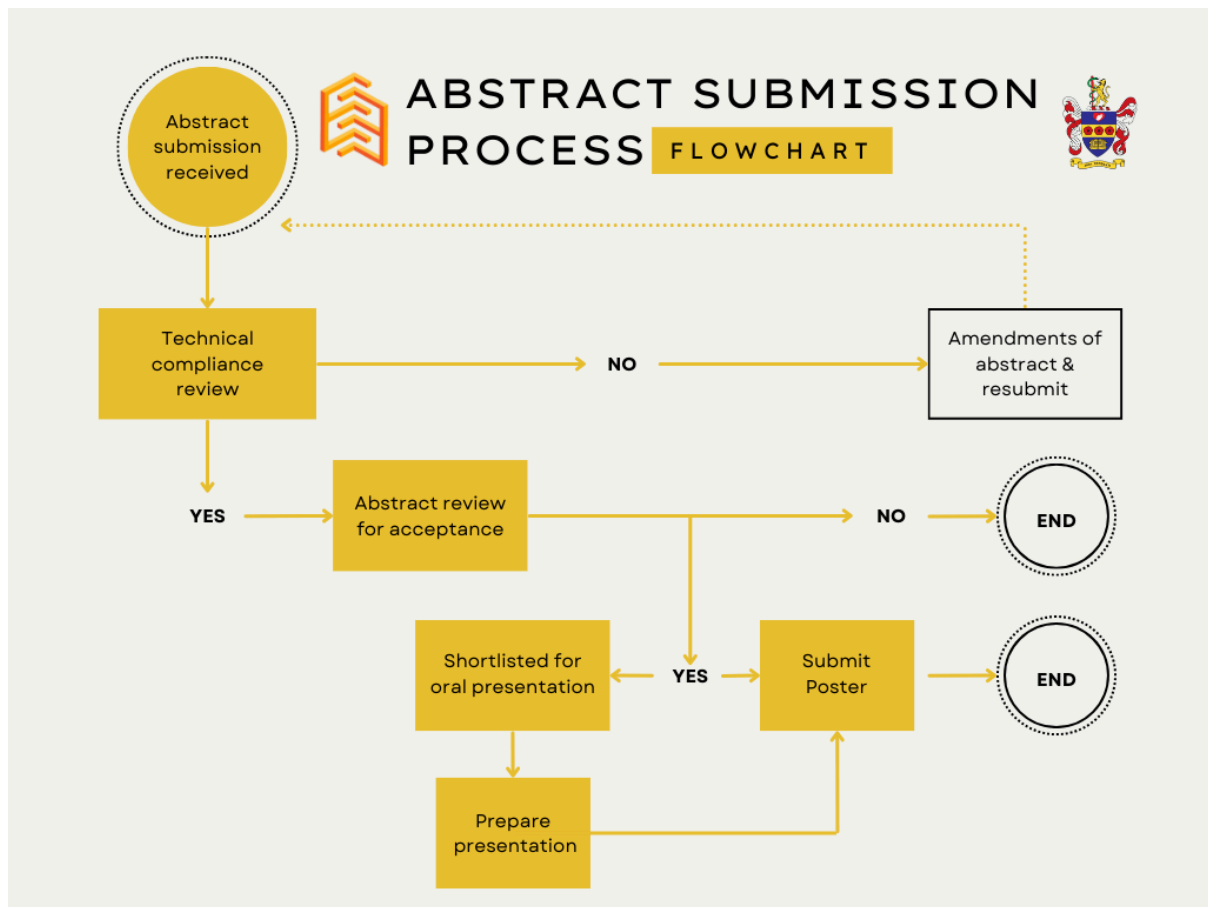 ABSTRACT SUBMISSION
PROCESS FLOWCHART
Abstract
submission
received
Technical
compliance
review
NO
Amendments of
abstract &
resubmit
YES
Abstract review
for acceptance
NO
END
Shortlisted for
oral presentation
YES
Submit
Poster
END
Prepare
presentation